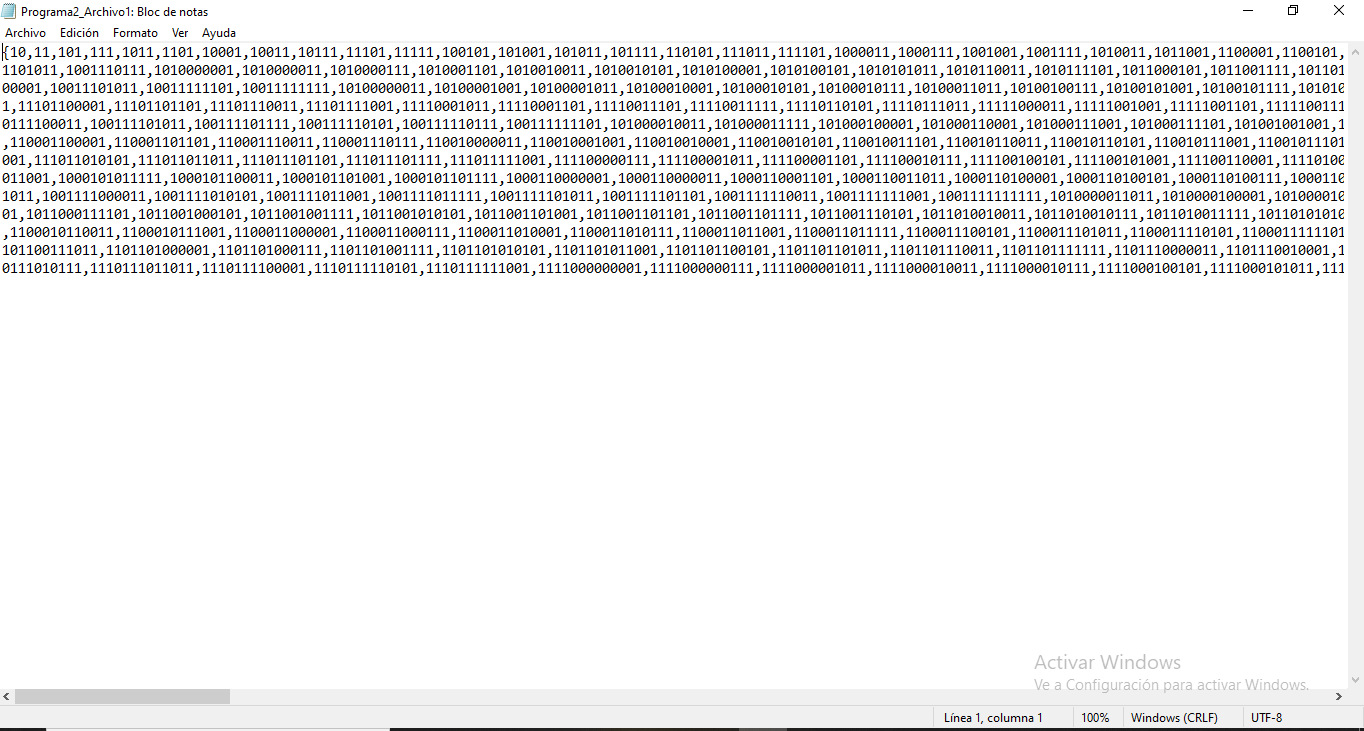 Programa2_Archivo1: Bloc de notas
Archivo Edición Formato Ver Ayuda
{10,11,101,111,1011,1101,10001,10011,10111,11101,11111,100101,101001,101011,101111,110101,111011,111101,1000011,1000111,1001001,1001111,1010011,1011001,1100001,1100101,
1101011,1001110111,1010000001,1010000011,1010000111,1010001101,1010010011,1010010101,1010100001,1010100101,1010101011,1010110011,1010111101,1011000101,1011001111,101101
00001,10011101011,10011111101,10011111111,10100000011,10100001001,10100001011,10100010001,10100010101,10100010111,10100011011,10100100111,10100101001,10100101111,101010
1,11101100001,11101101101,11101110011,11101111001,11110001011,11110001101,11110011101,11110011111,11110110101,11110111011,11111000011,11111001001,11111001101,1111100111
0111100011,100111101011,100111101111,100111110101,100111110111,100111111101,101000010011,101000011111,101000100001,101000110001,101000111001,101000111101,101001001001,1
,110001100001,110001101101,110001110011,110001110111,110010000011,110010001001,110010010001,110010010101,110010011101,110010110011,110010110101,110010111001,11001011101
001,111011010101,111011011011,111011101101,111011101111,111011111001,111100000111,111100001011,111100001101,111100010111,111100100101,111100101001,111100110001,11110100
011001,1000101011111,1000101100011,1000101101001,1000101101111,1000110000001,1000110000011,1000110001101,1000110011011,1000110100001,1000110100101,1000110100111,1000110
1011,1001111000011,1001111010101,1001111011001,1001111011111,1001111101011,1001111101101,1001111110011,1001111111001,1001111111111,1010000011011,1010000100001,101000010
01,1011000111101,1011001000101,1011001001111,1011001010101,1011001101001,1011001101101,1011001101111,1011001110101,1011010010011,1011010010111,1011010011111,10110101010
,1100010110011,1100010111001,1100011000001,1100011000111,1100011010001,1100011010111,1100011011001,1100011011111,1100011100101,1100011101011,1100011110101,1100011111101
101100111011,1101101000001,1101101000111,1101101001111,1101101010101,1101101011001,1101101100101,1101101101011,1101101110011,1101101111111,1101110000011,1101110010001,1
0111010111,1110111011011,1110111100001,1110111110101,1110111111001,1111000000001,1111000000111,1111000001011,1111000010011,1111000010111,1111000100101,1111000101011,111
Activar Windows
Ve a Configuración para activar Windows.
Línea 1, columna 1 100% Windows (CRLF) UTF-8